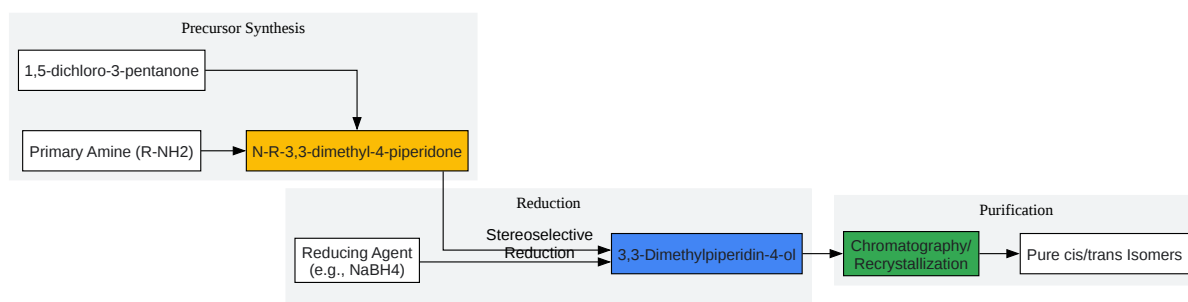 Precursor Synthesis
1,5-dichloro-3-pentanone
Primary Amine (R-NH2)
N-R-3,3-dimethyl-4-piperidone
Reduction
Stereoselective
Reduction
Reducing Agent
(e.g., NaBH4)
3,3-Dimethylpiperidin-4-ol
Purification
Chromatography/
Recrystallization
Pure cis/trans Isomers